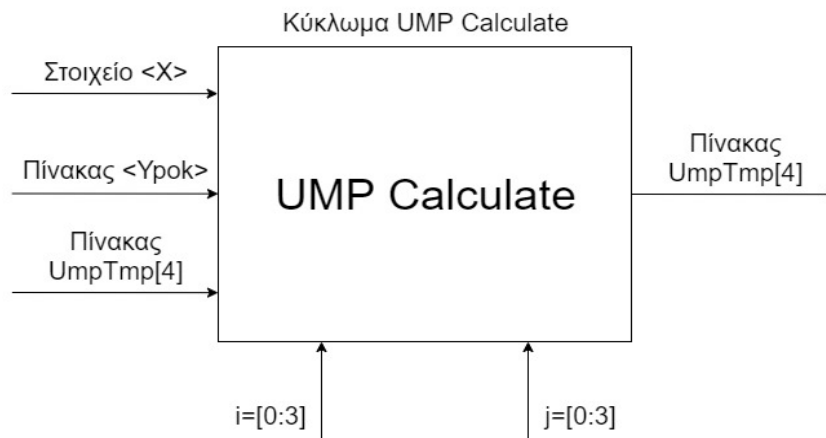 Κύκλωμα UMP Calculate
Στοιχείο <X>
Πίνακας <Ypok>
Πίνακας
UmpTmp[4]
UMP Calculate
Πίνακας
UmpTmp[4]
i=[0:3]
j=[0:3]